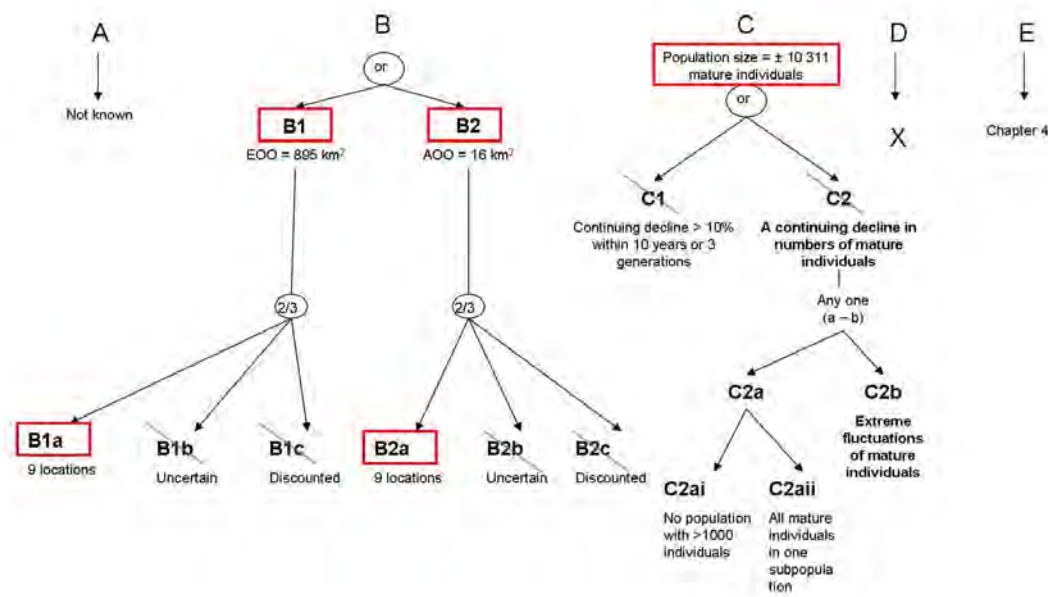 A
B
C
D
E
Population size = ± 10 311
mature individuals
or
or
Not known
B1
B2
EOO = 895 km²
AOO = 16 km²
X
Chapter 4
C1
C2
Continuing decline > 10%
within 10 years or 3
generations
A continuing decline in
numbers of mature
individuals
2/3
2/3
Any one
(a – b)
C2a
C2b
Extreme
fluctuations
of mature
individuals
B1a
B1b
B1c
B2a
B2b
B2c
9 locations
Uncertain
Discounted
9 locations
Uncertain
Discounted
C2ai
C2aii
No population
with >1000
individuals
All mature
individuals
in one
subpopula
tion